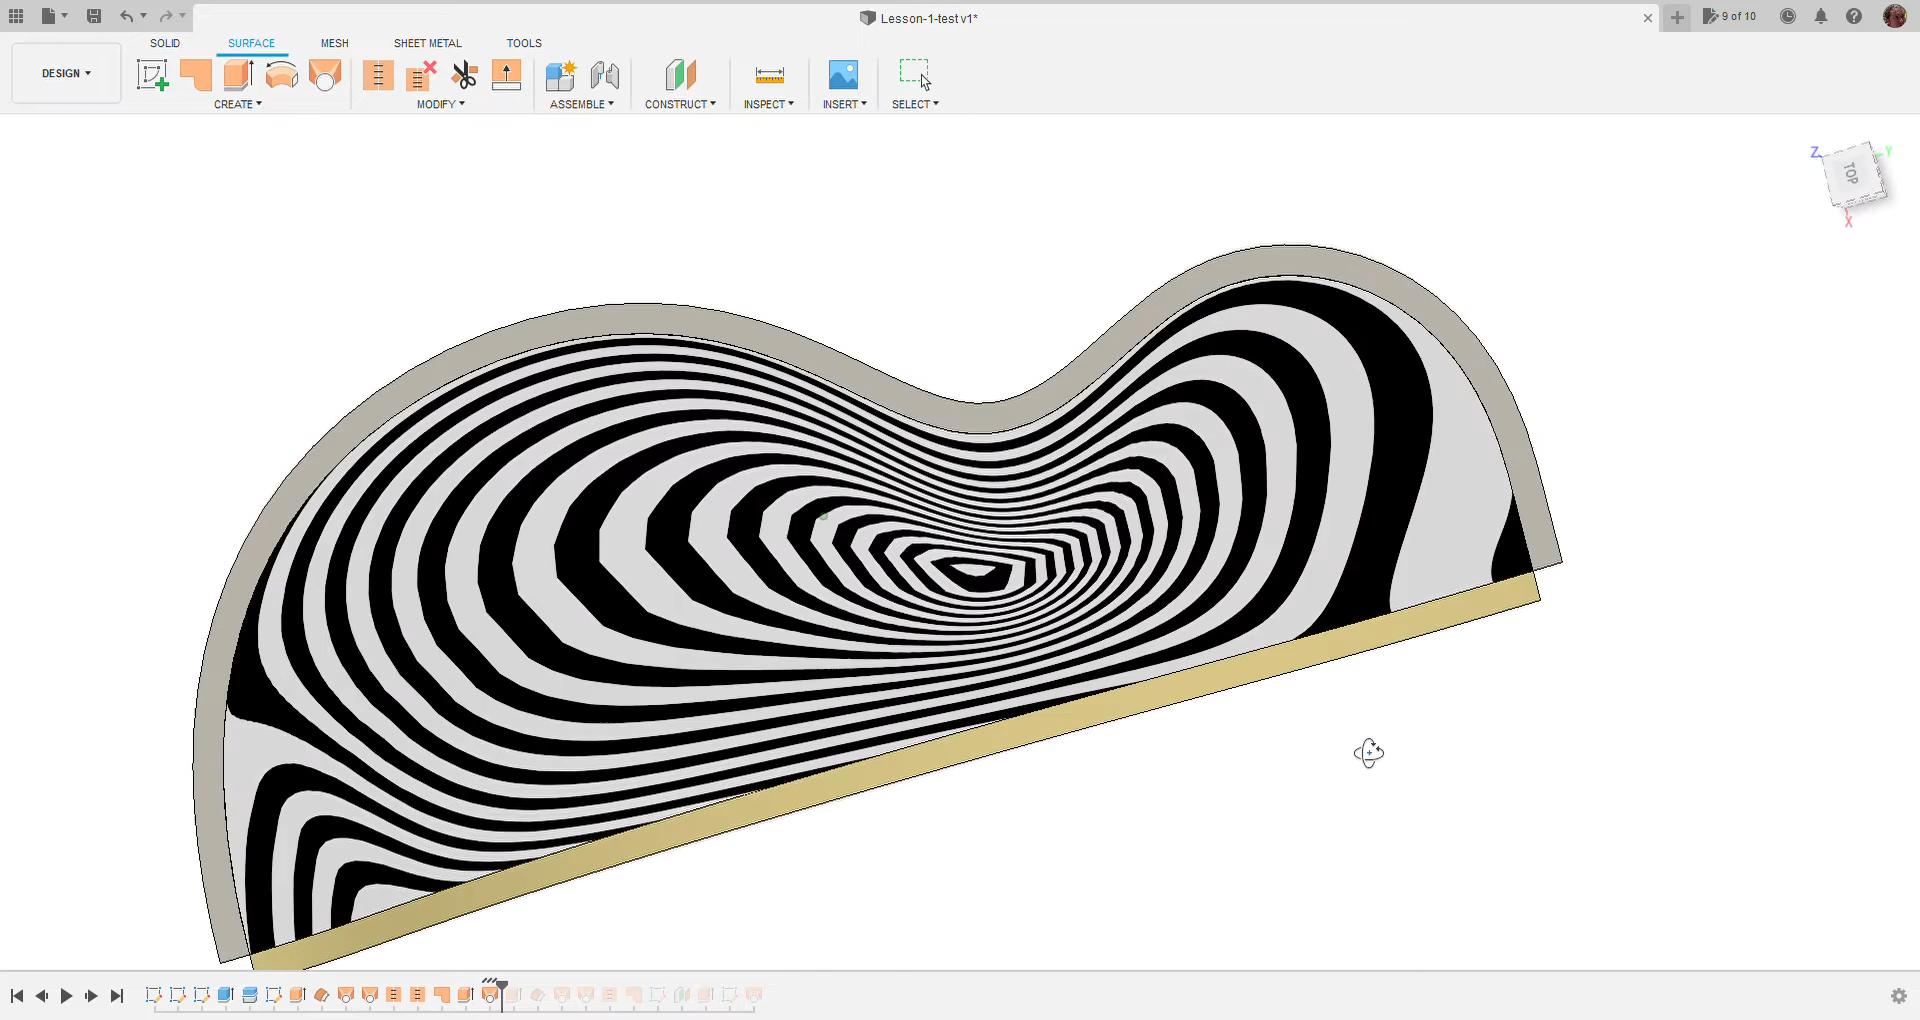 Lesson-1-test v1*
9 of 10
SOLID
SURFACE
MESH
SHEET METAL
TOOLS
DESIGN
CREATE
MODIFY
ASSEMBLE
CONSTRUCT
INSPECT
INSERT
SELECT
Z
Y
TOP
X